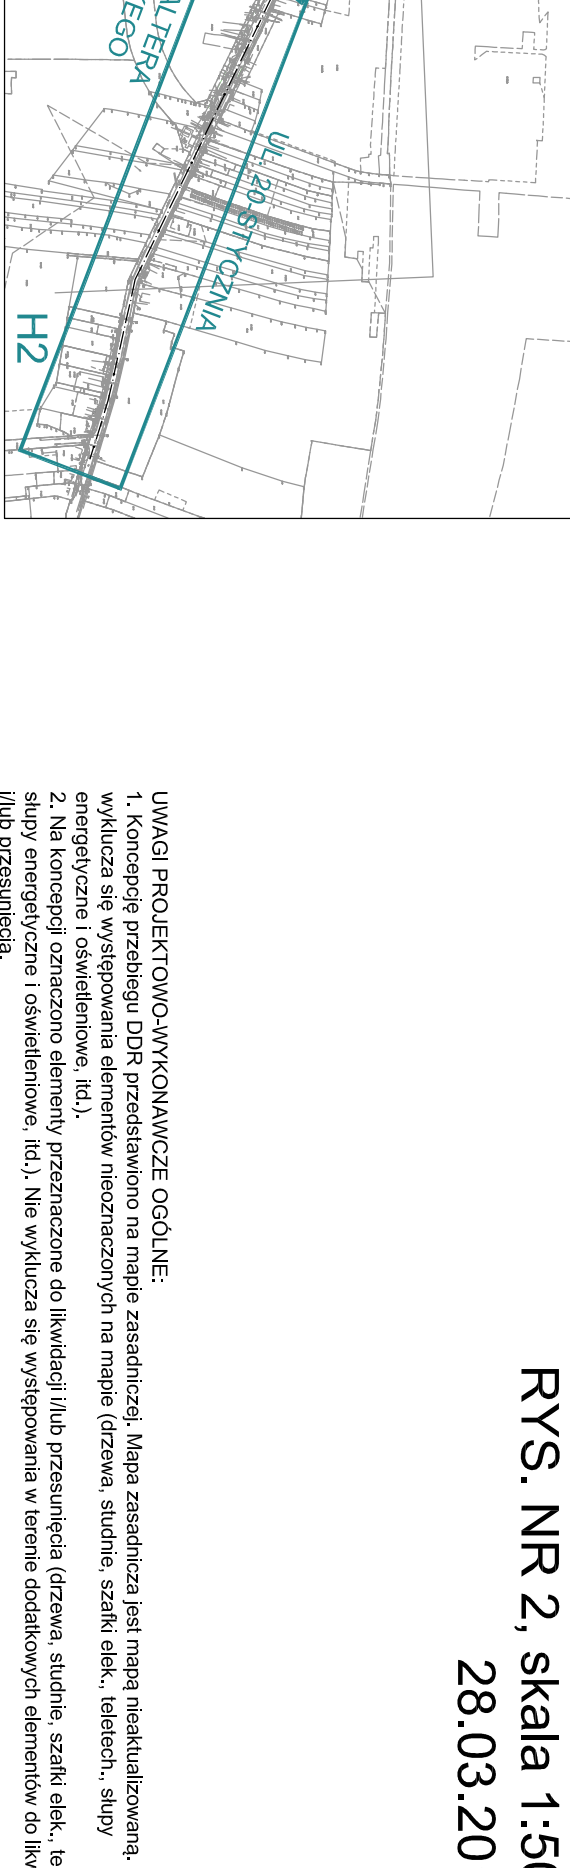 RYS. NR 2, skala 1:50
28.03.20
UL. 20-STYCZNIA
H2
UWAGI PROJEKTOWO-WYKONAWCZE OGÓLNE:
1. Koncepcję przebiegu DDR przedstawiono na mapie zasadniczej. Mapa zasadnicza jest mapą nieaktualizowaną.
wyklucza się występowania elementów nieoznaczonych na mapie (drzewa, studnie, szafki elek., teletech., słupy
energetyczne i oświetleniowe, itd.).
2. Na koncepcji oznaczono elementy przeznaczone do likwidacji i/lub przesunięcia (drzewa, studnie, szafki elek., te
słupy energetyczne i oświetleniowe, itd.). Nie wyklucza się występowania w terenie dodatkowych elementów do likw
i/lub przesunięcia.